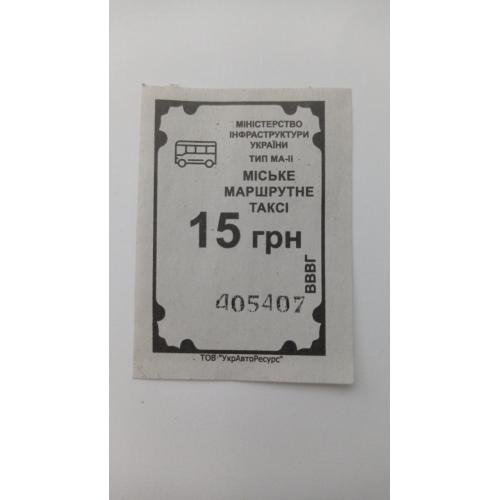 МІНІСТЕРСТВО
ІНФРАСТРУКТУРИ
УКРАЇНИ
ТИП МА-ІІ
МІСЬКЕ
МАРШРУТНЕ
ТАКСІ
15 грн
ВВВГ
405407
ТОВ "УкрАвтоРесурс"